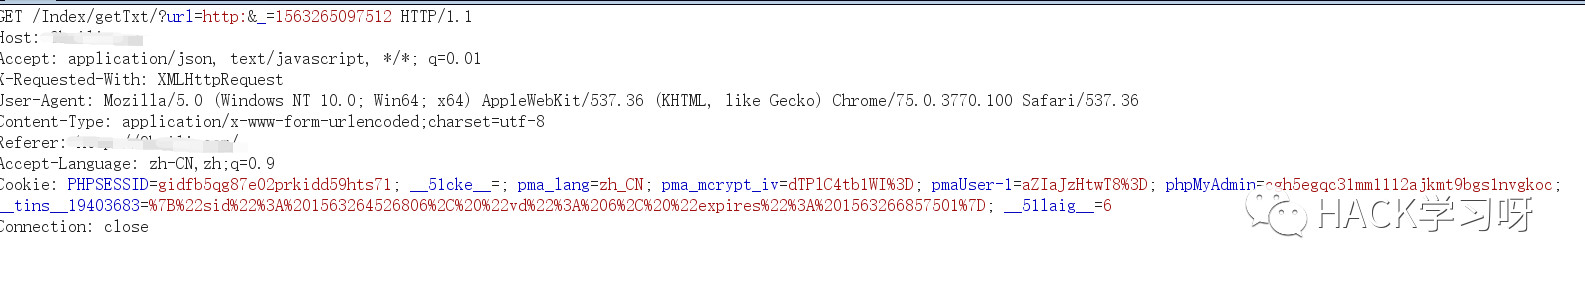 GET /Index/getTxt/?url=http:&_=1563265097512 HTTP/1.1
Host:
Accept: application/json, text/javascript, */*; q=0.01
X-Requested-With: XMLHttpRequest
User-Agent: Mozilla/5.0 (Windows NT 10.0; Win64; x64) AppleWebKit/537.36 (KHTML, like Gecko) Chrome/75.0.3770.100 Safari/537.36
Content-Type: application/x-www-form-urlencoded;charset=utf-8
Referer:
Accept-Language: zh-CN,zh;q=0.9
Cookie: PHPSESSID=gidfb5qg87e02prkidd59hts71; __51cke__=; pma_lang=zh_CN; pma_mcrypt_iv=dTPlC4tb1WI%3D; pmaUser-1=aZIaJzHtwT8%3D; phpMyAdmin=cgh5egqc31mm1112ajkmt9bgslnvgkoc;
__tins__19403683=%7B%22sid%22%3A%201563264526806%2C%20%22vd%22%3A%206%2C%20%22expires%22%3A%201563266857501%7D; __51laig__=6
Connection: close
HACK学习呀